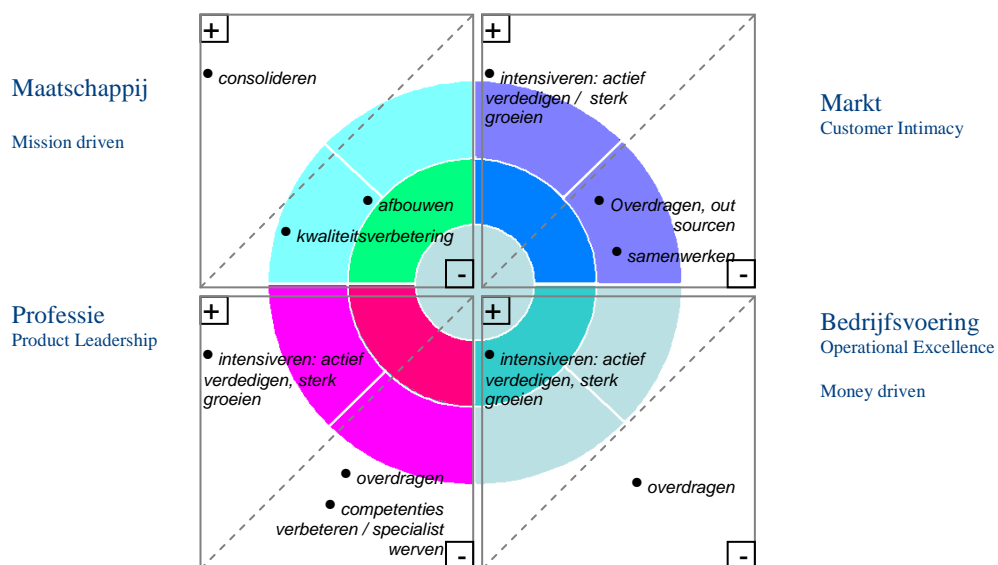 +
+
consolideren
intensiveren: actief
verdedigen / sterk
groeien
Maatschappij
Mission driven
Markt
Customer Intimacy
afbouwen
kwaliteitsverbetering
Overdragen, out
sourcen
samenwerken
-
-
+
+
Professie
Product Leadership
intensiveren: actief
verdedigen, sterk
groeien
intensiveren: actief
verdedigen, sterk
groeien
Bedrijfsvoering
Operational Excellence
Money driven
overdragen
competenties
verbeteren / specialist
werven
overdragen
-
-